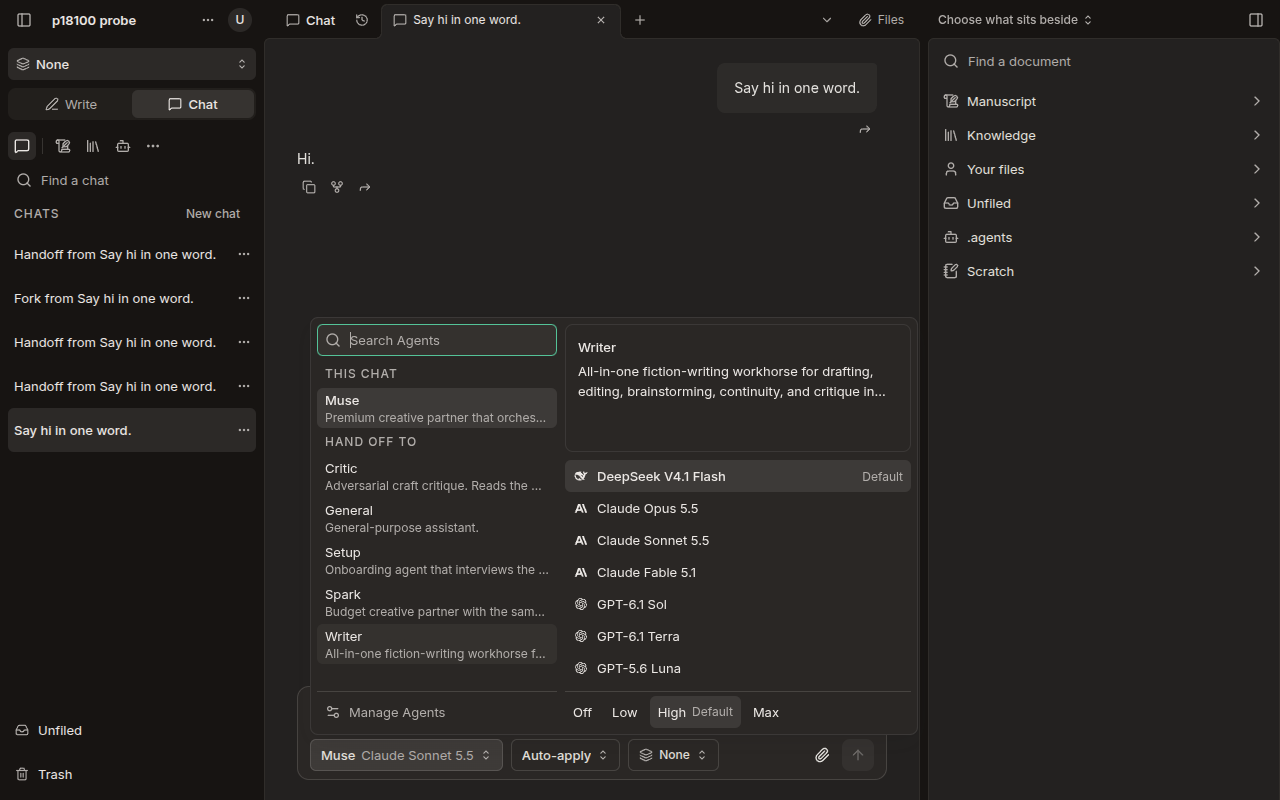 p18100 probe
U
None
Write
Chat
Find a chat
CHATS
New chat
Handoff from Say hi in one word.
Fork from Say hi in one word.
Handoff from Say hi in one word.
Handoff from Say hi in one word.
Say hi in one word.
Unfiled
Trash
Chat
Say hi in one word.
Files
Say hi in one word.
Hi.
Search Agents
THIS CHAT
Muse
Premium creative partner that orches...
HAND OFF TO
Critic
Adversarial craft critique. Reads the ...
General
General-purpose assistant.
Setup
Onboarding agent that interviews the ...
Spark
Budget creative partner with the sam...
Writer
All-in-one fiction-writing workhorse f...
Manage Agents
Writer
All-in-one fiction-writing workhorse for drafting,
editing, brainstorming, continuity, and critique in...
DeepSeek V4.1 Flash Default
Claude Opus 5.5
Claude Sonnet 5.5
Claude Fable 5.1
GPT-6.1 Sol
GPT-6.1 Terra
GPT-5.6 Luna
Off Low High Default Max
Muse Claude Sonnet 5.5
Auto-apply
None
Choose what sits beside
Find a document
Manuscript
Knowledge
Your files
Unfiled
.agents
Scratch